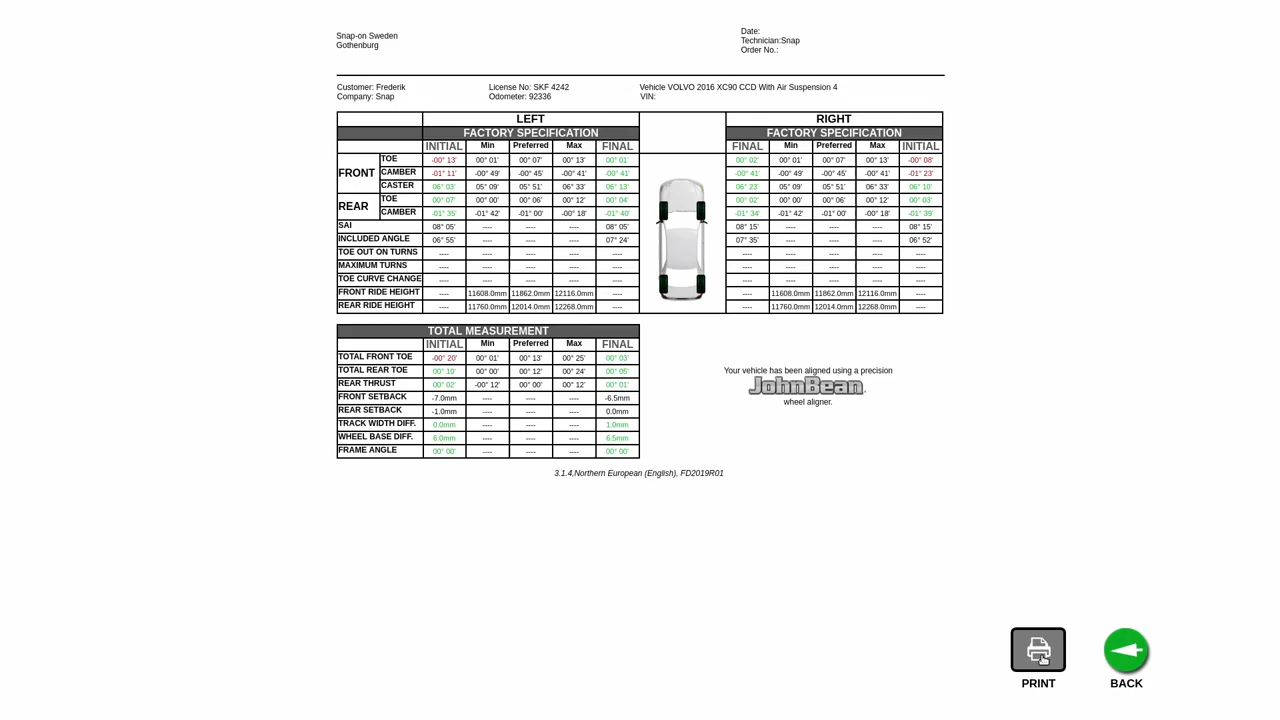 Snap-on Sweden
Gothenburg
Date:
Technician:Snap
Order No.:
Customer: Frederik License No: SKF 4242 Vehicle VOLVO 2016 XC90 CCD With Air Suspension 4
Company: Snap Odometer: 92336 VIN:
LEFT RIGHT
FACTORY SPECIFICATION FACTORY SPECIFICATION
INITIAL Min Preferred Max FINAL FINAL Min Preferred Max INITIAL
FRONT TOE -00° 13' 00° 01' 00° 07' 00° 13' 00° 01' 00° 02' 00° 01' 00° 07' 00° 13' -00° 08'
CAMBER -01° 11' -00° 49' -00° 45' -00° 41' -00° 41' -00° 41' -00° 49' -00° 45' -00° 41' -01° 23'
CASTER 06° 03' 05° 09' 05° 51' 06° 33' 06° 13' 06° 23' 05° 09' 05° 51' 06° 33' 06° 10'
REAR TOE 00° 07' 00° 00' 00° 06' 00° 12' 00° 04' 00° 02' 00° 00' 00° 06' 00° 12' 00° 03'
CAMBER -01° 35' -01° 42' -01° 00' -00° 18' -01° 40' -01° 34' -01° 42' -01° 00' -00° 18' -01° 39'
SAI 08° 05' ---- ---- ---- 08° 05' 08° 15' ---- ---- ---- 08° 15'
INCLUDED ANGLE 06° 55' ---- ---- ---- 07° 24' 07° 35' ---- ---- ---- 06° 52'
TOE OUT ON TURNS ---- ---- ---- ---- ---- ---- ---- ---- ---- ----
MAXIMUM TURNS ---- ---- ---- ---- ---- ---- ---- ---- ---- ----
TOE CURVE CHANGE ---- ---- ---- ---- ---- ---- ---- ---- ---- ----
FRONT RIDE HEIGHT ---- 11608.0mm 11862.0mm 12116.0mm ---- ---- 11608.0mm 11862.0mm 12116.0mm ----
REAR RIDE HEIGHT ---- 11760.0mm 12014.0mm 12268.0mm ---- ---- 11760.0mm 12014.0mm 12268.0mm ----
TOTAL MEASUREMENT
INITIAL Min Preferred Max FINAL
TOTAL FRONT TOE -00° 20' 00° 01' 00° 13' 00° 25' 00° 03'
TOTAL REAR TOE 00° 10' 00° 00' 00° 12' 00° 24' 00° 05'
REAR THRUST 00° 02' -00° 12' 00° 00' 00° 12' 00° 01'
FRONT SETBACK -7.0mm ---- ---- ---- -6.5mm
REAR SETBACK -1.0mm ---- ---- ---- 0.0mm
TRACK WIDTH DIFF. 0.0mm ---- ---- ---- 1.0mm
WHEEL BASE DIFF. 6.0mm ---- ---- ---- 6.5mm
FRAME ANGLE 00° 00' ---- ---- ---- 00° 00'
Your vehicle has been aligned using a precision
JohnBean.
wheel aligner.
3.1.4,Northern European (English), FD2019R01
PRINT BACK